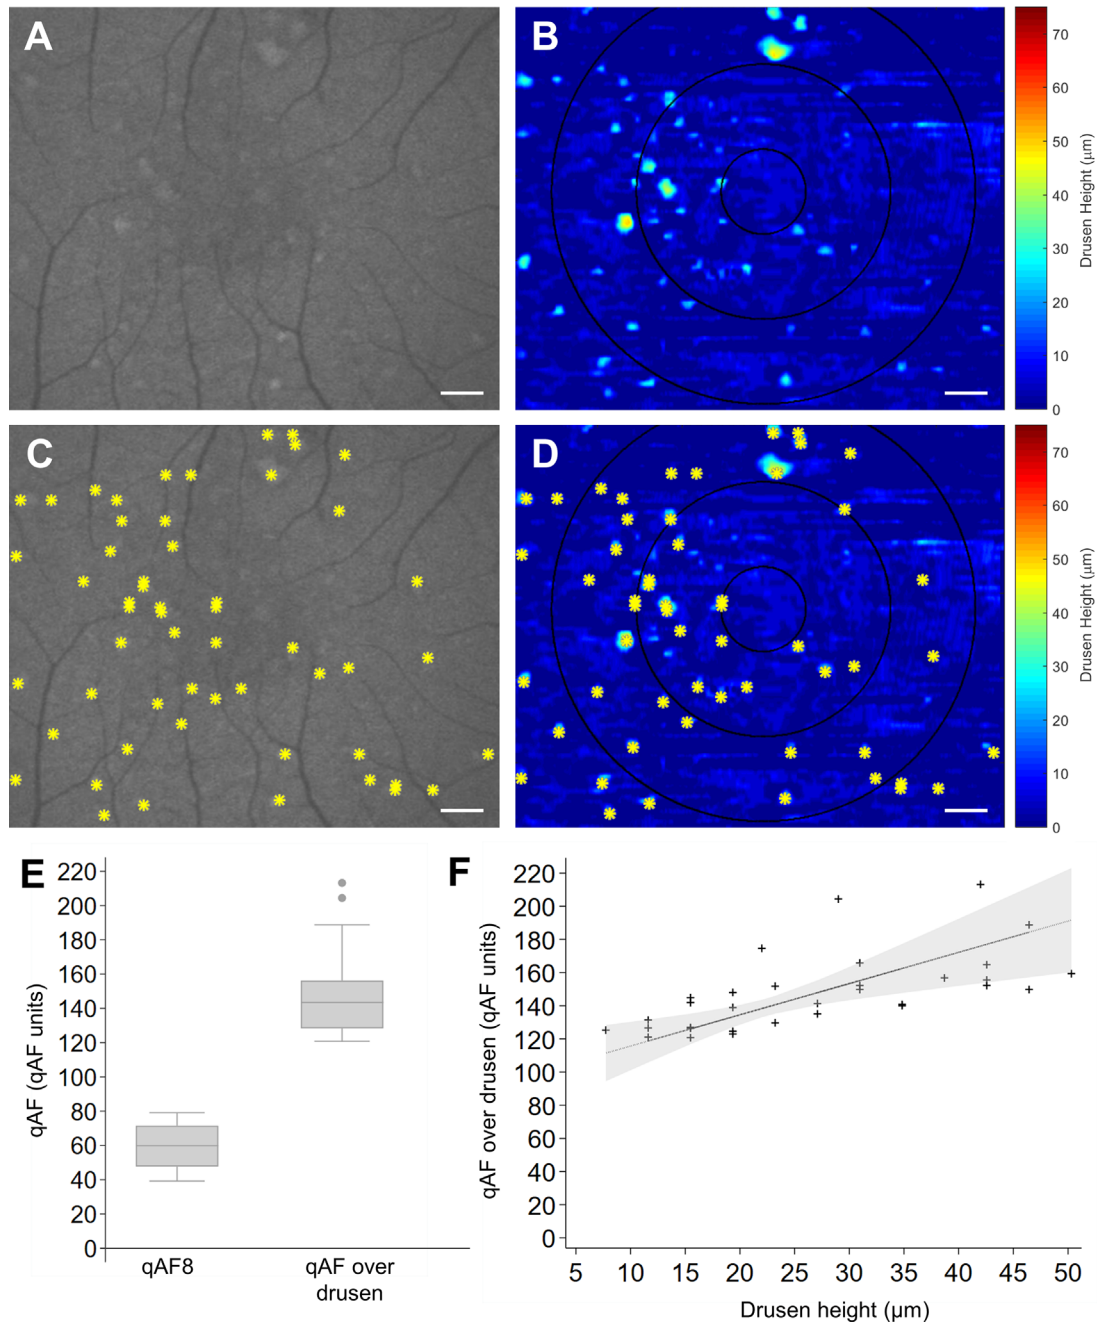 A
B
70
60
50
40
30
20
10
0
Drusen Height (μm)
C
D
70
60
50
40
30
20
10
0
Drusen Height (μm)
E
220
200
180
160
140
120
100
80
60
40
20
0
qAF (qAF units)
qAF8
qAF over
drusen
F
220
200
180
160
140
120
100
80
60
40
20
0
qAF over drusen (qAF units)
5 10 15 20 25 30 35 40 45 50
Drusen height (μm)